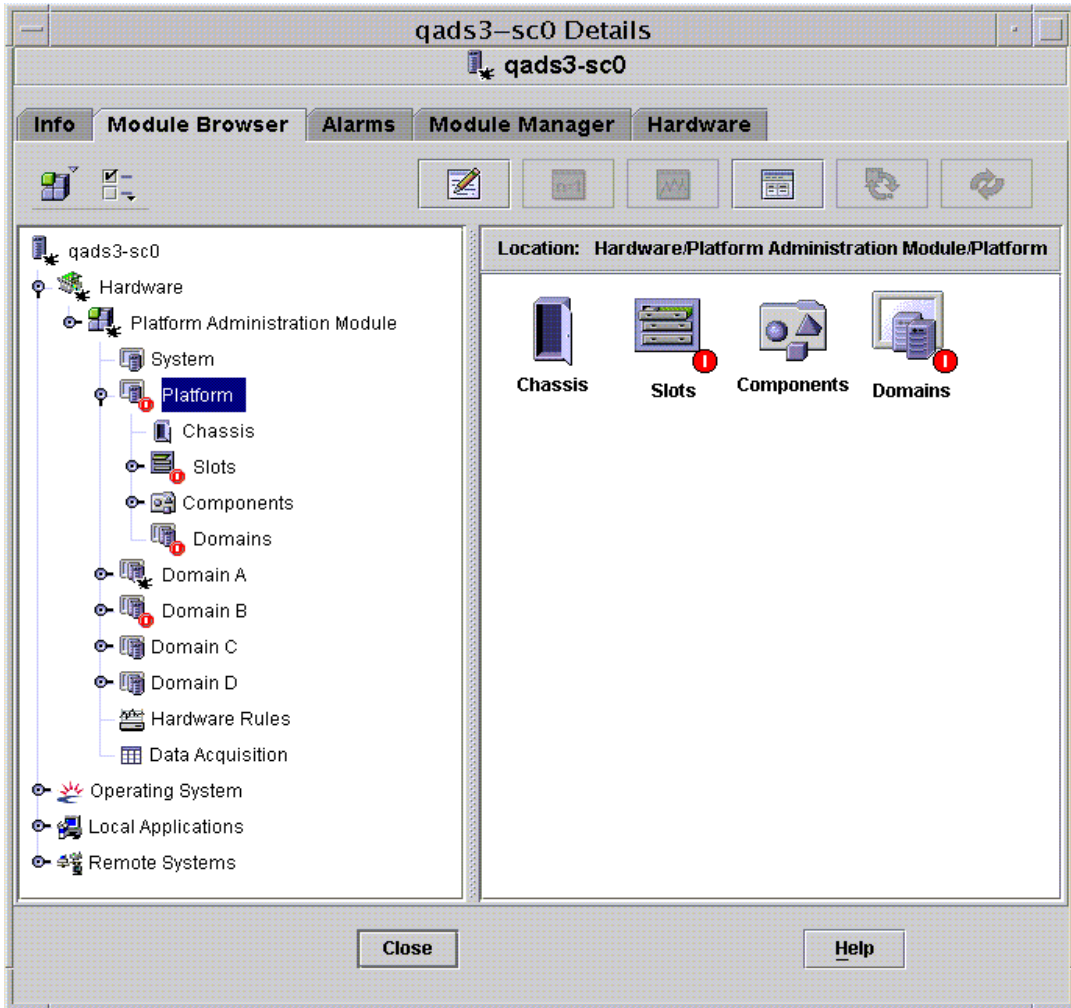 qads3–sc0 Details
qads3-sc0
Info Module Browser Alarms Module Manager Hardware
n=1
qads3-sc0
Hardware
Platform Administration Module
System
Platform
Chassis
Slots
Components
Domains
Domain A
Domain B
Domain C
Domain D
Hardware Rules
Data Acquisition
Operating System
Local Applications
Remote Systems
Location: Hardware/Platform Administration Module/Platform
Chassis Slots Components Domains
Close Help